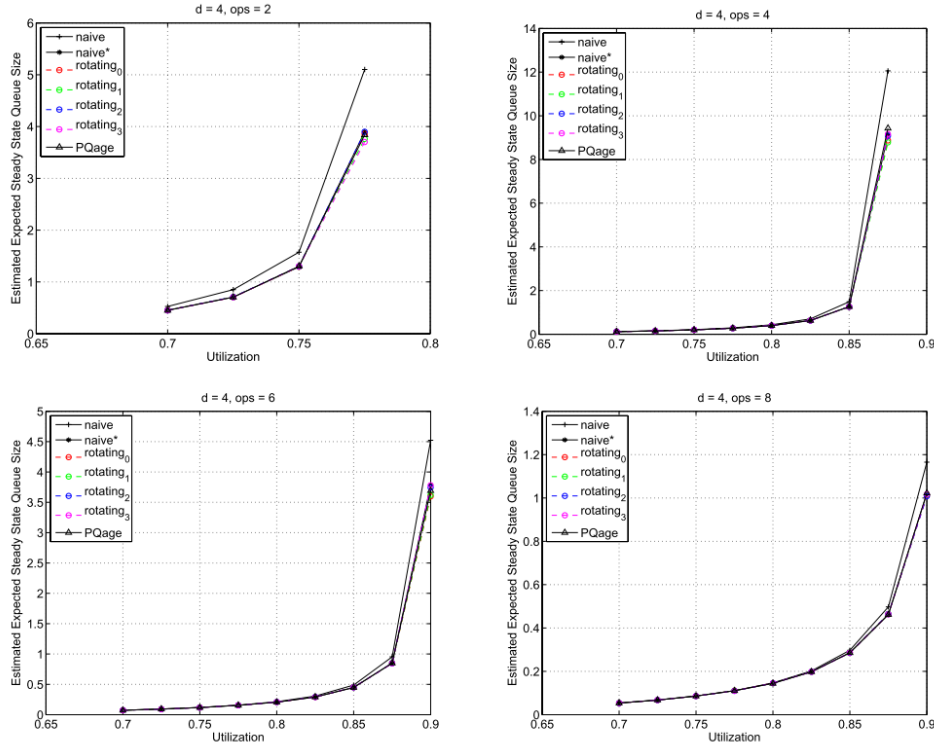 d = 4, ops = 2
6
5
4
3
2
1
0
0.65
0.7
0.75
0.8
Estimated Expected Steady State Queue Size
Utilization
naive
naive*
rotating0
rotating1
rotating2
rotating3
PQage
d = 4, ops = 4
14
12
10
8
6
4
2
0
0.65
0.7
0.75
0.8
0.85
0.9
Estimated Expected Steady State Queue Size
Utilization
naive
naive*
rotating0
rotating1
rotating2
rotating3
PQage
d = 4, ops = 6
5
4.5
4
3.5
3
2.5
2
1.5
1
0.5
0
0.65
0.7
0.75
0.8
0.85
0.9
Estimated Expected Steady State Queue Size
Utilization
naive
naive*
rotating0
rotating1
rotating2
rotating3
PQage
d = 4, ops = 8
1.4
1.2
1
0.8
0.6
0.4
0.2
0
0.65
0.7
0.75
0.8
0.85
0.9
Estimated Expected Steady State Queue Size
Utilization
naive
naive*
rotating0
rotating1
rotating2
rotating3
PQage